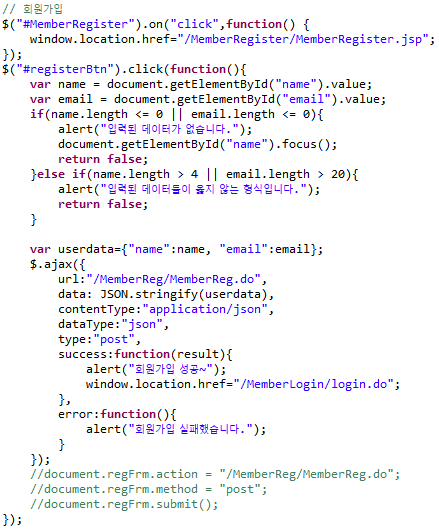 // 회원가입
$("#MemberRegister").on("click",function() {
    window.location.href="/MemberRegister/MemberRegister.jsp";
});
$("#registerBtn").click(function(){
    var name = document.getElementById("name").value;
    var email = document.getElementById("email").value;
    if(name.length <= 0 || email.length <= 0){
        alert("입력된 데이터가 없습니다.");
        document.getElementById("name").focus();
        return false;
    }else if(name.length > 4 || email.length > 20){
        alert("입력된 데이터들이 옳지 않는 형식입니다.");
        return false;
    }

    var userdata={"name":name, "email":email};
    $.ajax({
        url:"/MemberReg/MemberReg.do",
        data: JSON.stringify(userdata),
        contentType:"application/json",
        dataType:"json",
        type:"post",
        success:function(result){
            alert("회원가입 성공~");
            window.location.href="/MemberLogin/login.do";
        },
        error:function(){
            alert("회원가입 실패했습니다.");
        }
    });
    //document.regFrm.action = "/MemberReg/MemberReg.do";
    //document.regFrm.method = "post";
    //document.regFrm.submit();
});